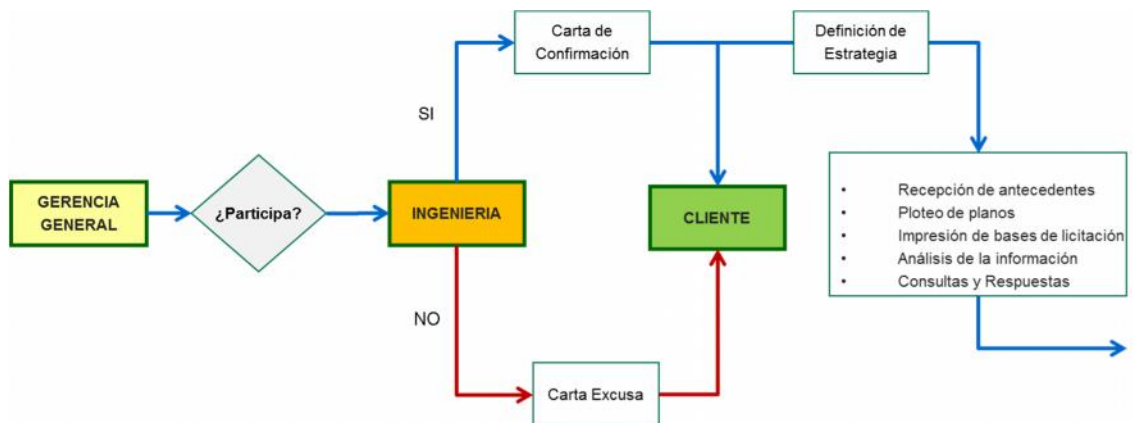 Carta de
Confirmación
Definición de
Estrategia
SI
GERENCIA
GENERAL
¿Participa?
INGENIERIA
CLIENTE
• Recepción de antecedentes
• Ploteo de planos
• Impresión de bases de licitación
• Análisis de la información
• Consultas y Respuestas
NO
Carta Excusa